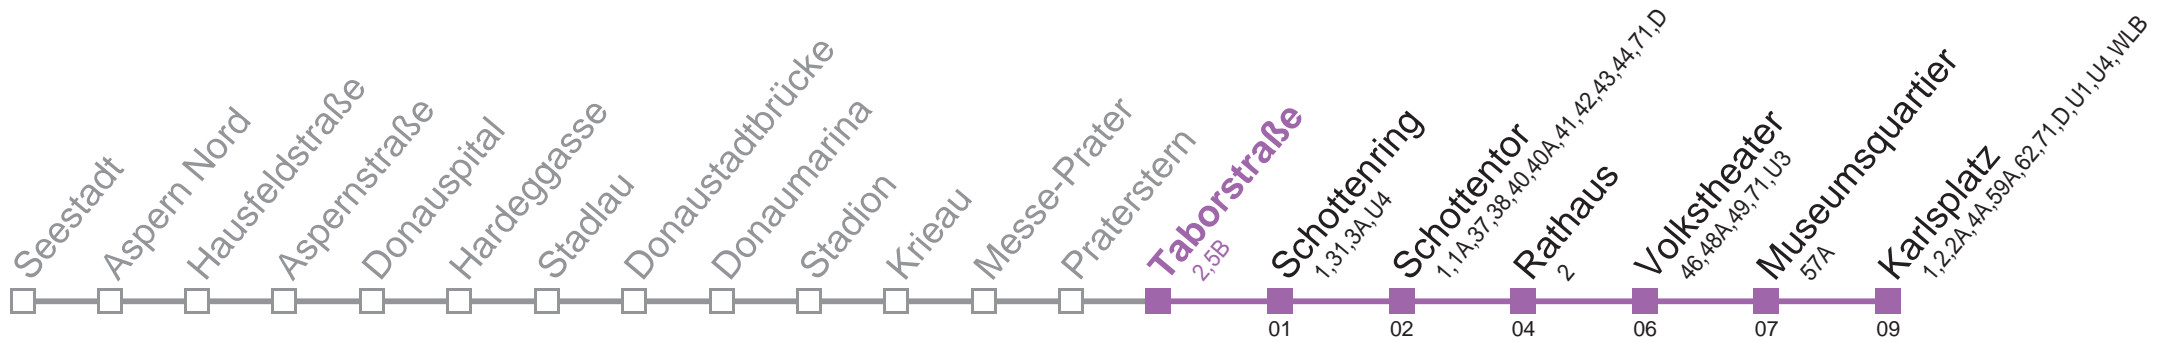 Seestadt
Aspern Nord
Hausfeldstraße
Aspernstraße
Donauspital
Hardeggasse
Stadlau
Donaustadtbrücke
Donaumarina
Stadion
Krieau
Messe-Prater
Praterstern
Taborstraße
2,5B
Schottenring
1,31,3A,U4
Schottentor
1,1A,37,38,40,40A,41,42,43,44,71,D
Rathaus
2
Volkstheater
46,48A,49,71,U3
Museumsquartier
57A
Karlsplatz
1,2,2A,4A,59A,62,71,D,U1,U4,WLB
01
02
04
06
07
09